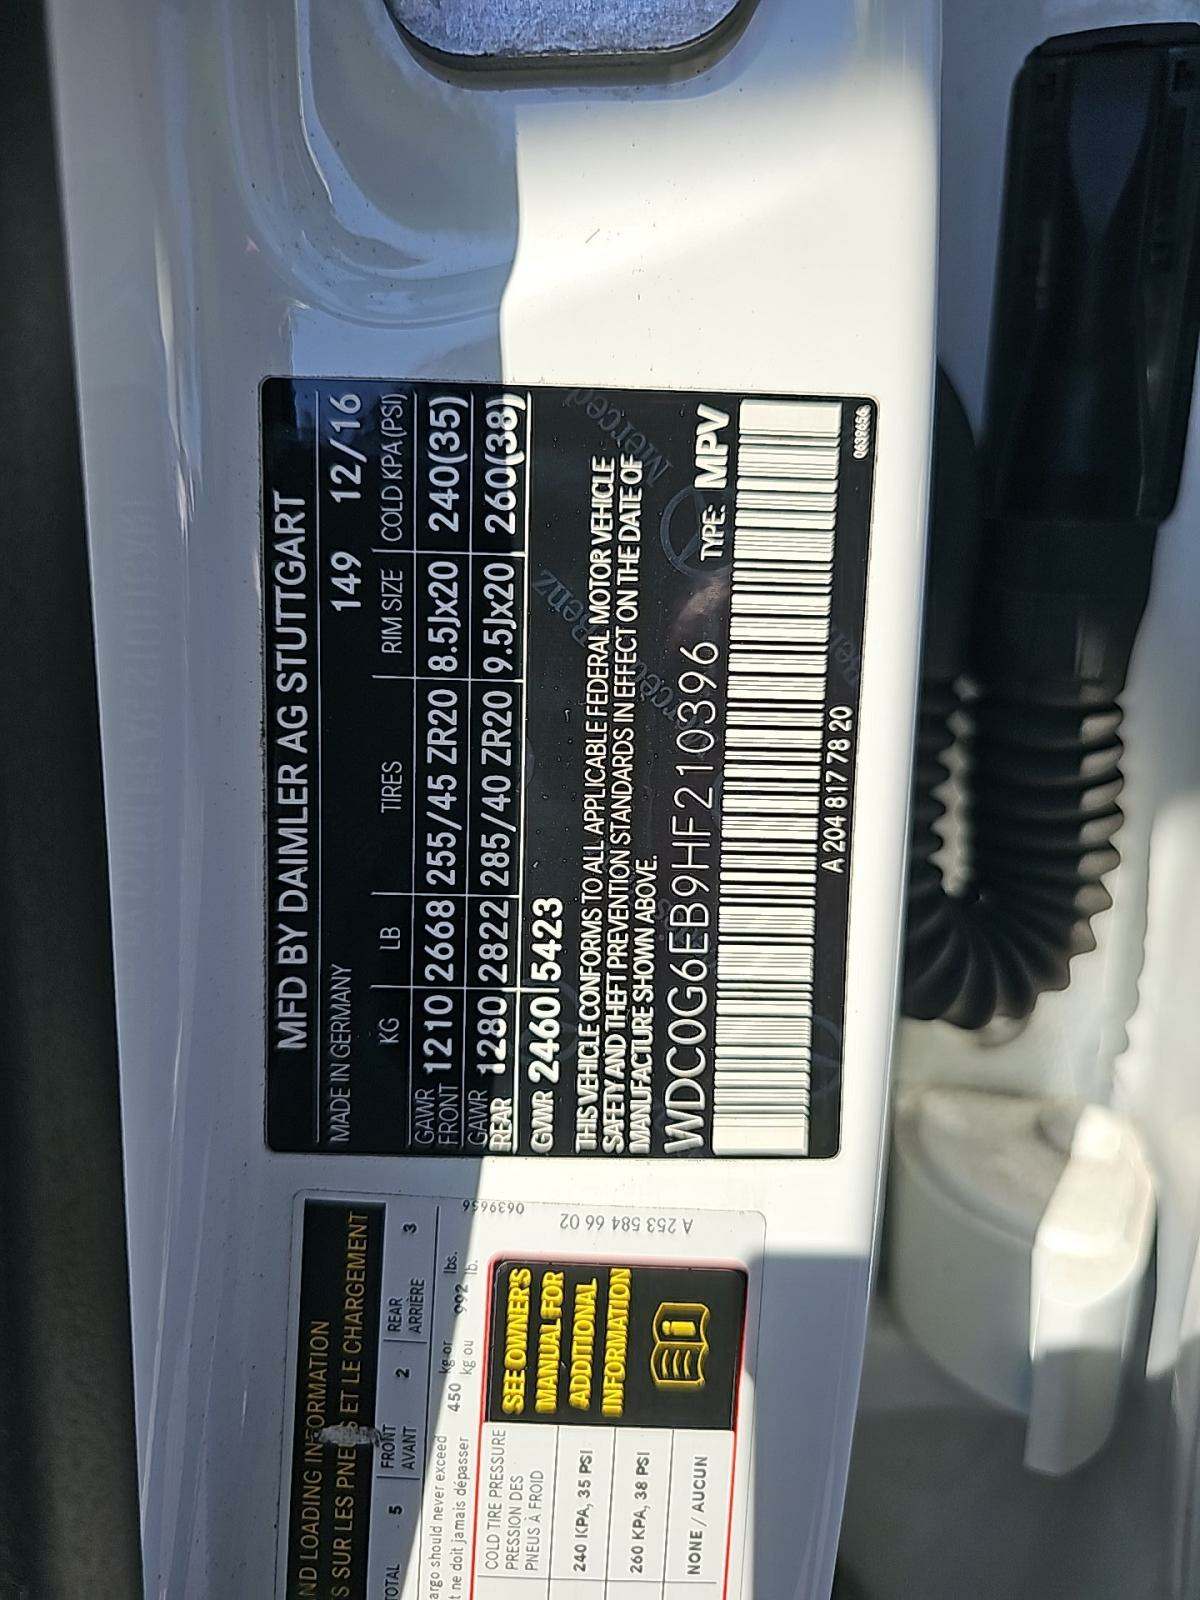 MFD BY DAIMLER AG STUTTGART
MADE IN GERMANY 149 12/16
KG LB TIRES RIM SIZE COLD KPA(PSI)
GAWR FRONT 1210 2668 255/45 ZR20 8.5Jx20 240(35)
GAWR REAR 1280 2822 285/40 ZR20 9.5Jx20 260(38)
GVWR 2460 5423
THIS VEHICLE CONFORMS TO ALL APPLICABLE FEDERAL MOTOR VEHICLE
SAFETY AND THEFT PREVENTION STANDARDS IN EFFECT ON THE DATE OF
MANUFACTURE SHOWN ABOVE.
WDC0G6EB9HF210396 TYPE: MPV
A 204 817 78 20
0639656
ND LOADING INFORMATION
S SUR LES PNEUS ET LE CHARGEMENT
OTAL 5 FRONT AVANT 2 REAR ARRIÈRE 3
argo should never exceed 450 kg or 992 lbs.
t ne doit jamais dépasser kg ou lb.
COLD TIRE PRESSURE
PRESSION DES
PNEUS À FROID
240 KPA, 35 PSI
260 KPA, 38 PSI
NONE / AUCUN
SEE OWNER'S
MANUAL FOR
ADDITIONAL
INFORMATION
0639656
A 253 584 66 02